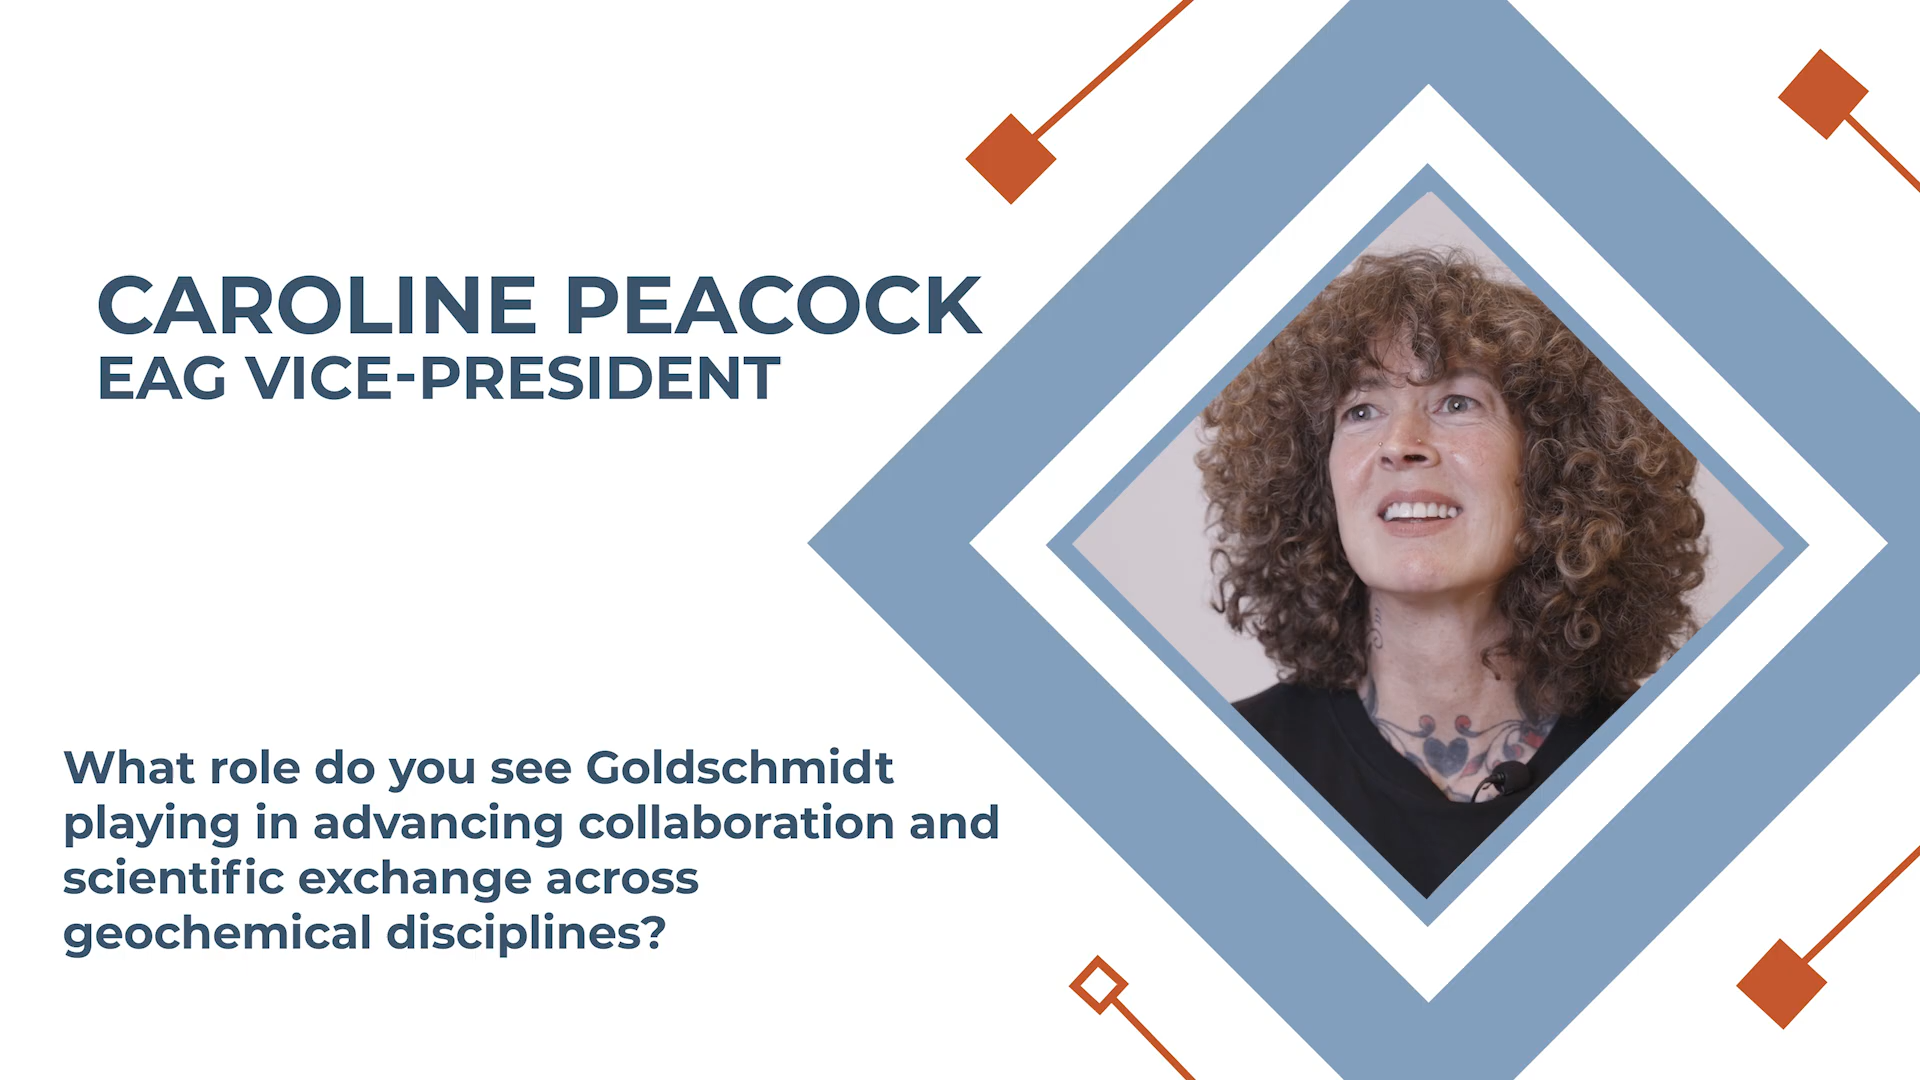 CAROLINE PEACOCK
EAG VICE-PRESIDENT
What role do you see Goldschmidt
playing in advancing collaboration and
scientific exchange across
geochemical disciplines?